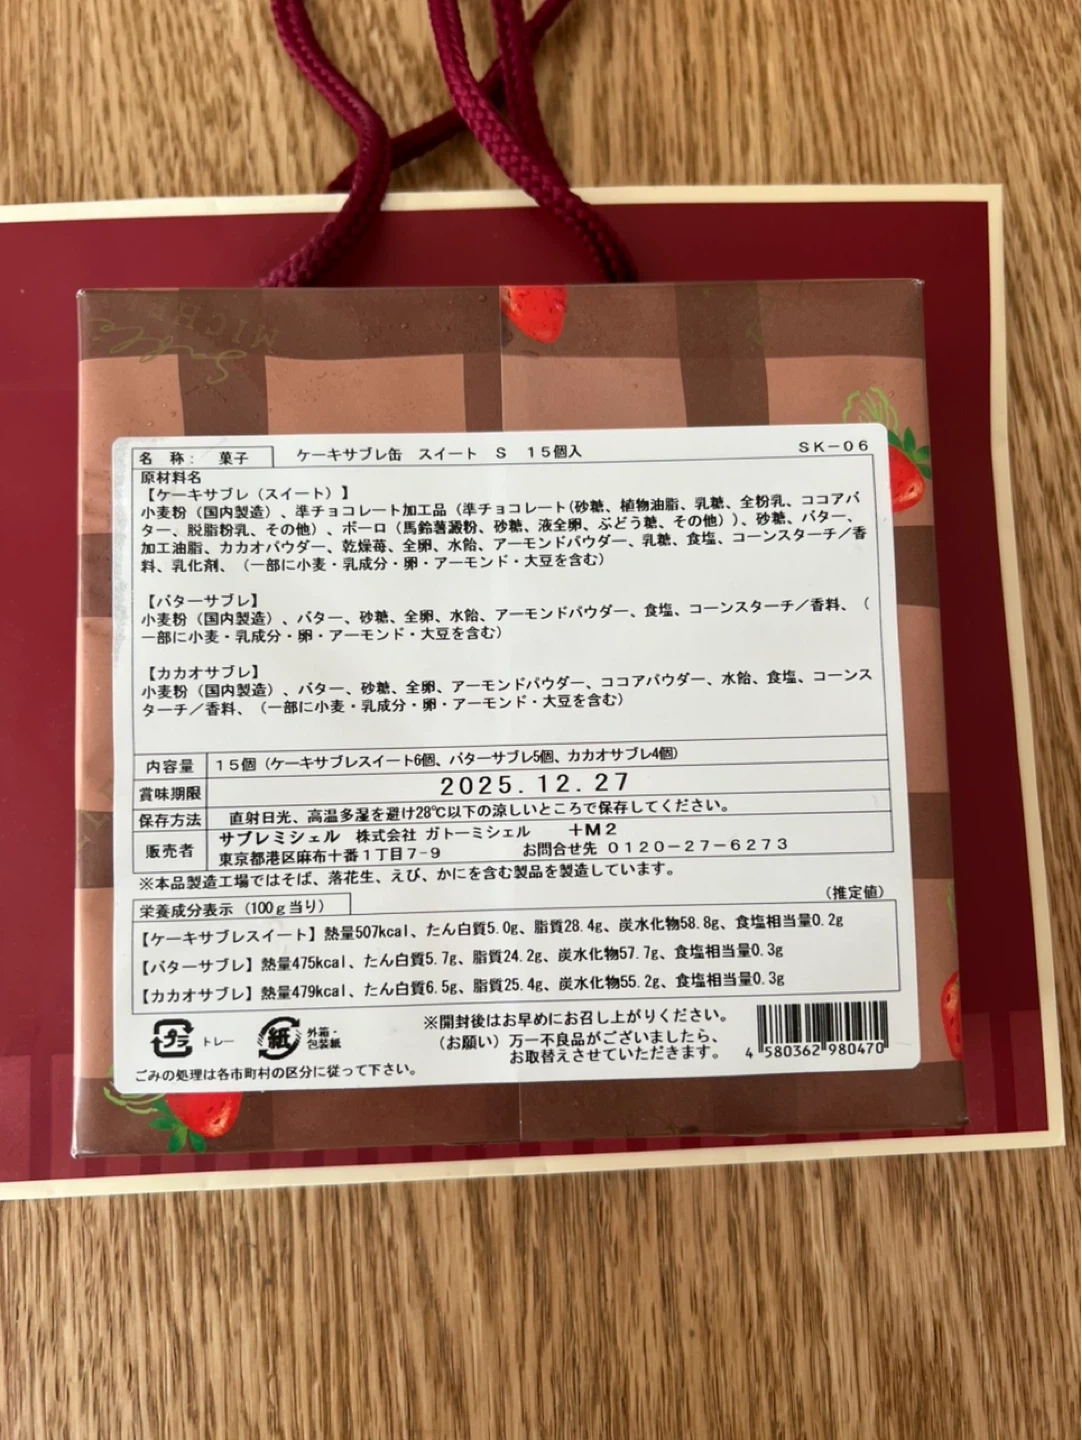 名 称： 菓子 ケーキサブレ缶 スイート S 15個入 SK-06
原材料名
【ケーキサブレ（スイート）】
小麦粉（国内製造）、準チョコレート加工品（準チョコレート（砂糖、植物油脂、乳糖、全粉乳、ココアバ
ター、脱脂粉乳、その他）、ボーロ（馬鈴薯澱粉、砂糖、液全卵、ぶどう糖、その他））、砂糖、バター、
加工油脂、カカオパウダー、乾燥苺、全卵、水飴、アーモンドパウダー、乳糖、食塩、コーンスターチ／香
料、乳化剤、（一部に小麦・乳成分・卵・アーモンド・大豆を含む）
【バターサブレ】
小麦粉（国内製造）、バター、砂糖、全卵、水飴、アーモンドパウダー、食塩、コーンスターチ／香料、（
一部に小麦・乳成分・卵・アーモンド・大豆を含む）
【カカオサブレ】
小麦粉（国内製造）、バター、砂糖、全卵、アーモンドパウダー、ココアパウダー、水飴、食塩、コーンス
ターチ／香料、（一部に小麦・乳成分・卵・アーモンド・大豆を含む）
内容量 15個（ケーキサブレスイート6個、バターサブレ5個、カカオサブレ4個）
賞味期限 2025.12.27
保存方法 直射日光、高温多湿を避け28℃以下の涼しいところで保存してください。
販売者 サブレミシェル 株式会社 ガトーミシェル +M2
東京都港区麻布十番1丁目7-9 お問合せ先 0120-27-6273
※本品製造工場ではそば、落花生、えび、かにを含む製品を製造しています。
栄養成分表示（100g当り） （推定値）
【ケーキサブレスイート】熱量507kcal、たん白質5.0g、脂質28.4g、炭水化物58.8g、食塩相当量0.2g
【バターサブレ】熱量475kcal、たん白質5.7g、脂質24.2g、炭水化物57.7g、食塩相当量0.3g
【カカオサブレ】熱量479kcal、たん白質6.5g、脂質25.4g、炭水化物55.2g、食塩相当量0.3g
プラ トレー 紙 外箱・
包装紙
※開封後はお早めにお召し上がりください。
（お願い）万一不良品がございましたら、
お取替えさせていただきます。
ごみの処理は各市町村の区分に従って下さい。
4 580362 980470